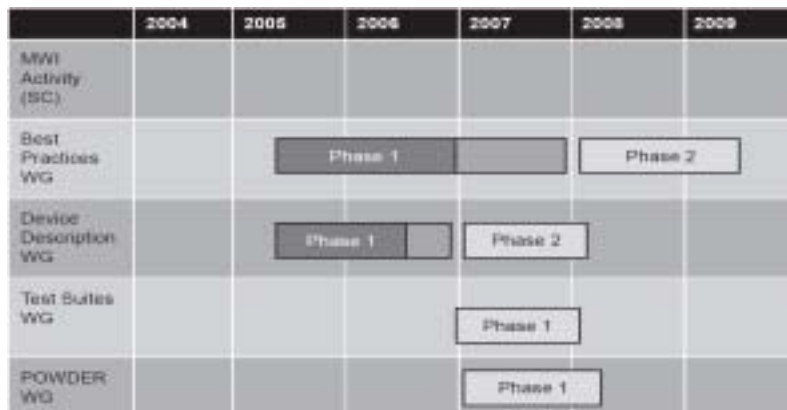 2004 2005 2006 2007 2008 2009
MWI
Activity
(SC)
Best
Practices
WG
Phase 1
Phase 2
Device
Description
WG
Phase 1
Phase 2
Test Suites
WG
Phase 1
POWDER
WG
Phase 1